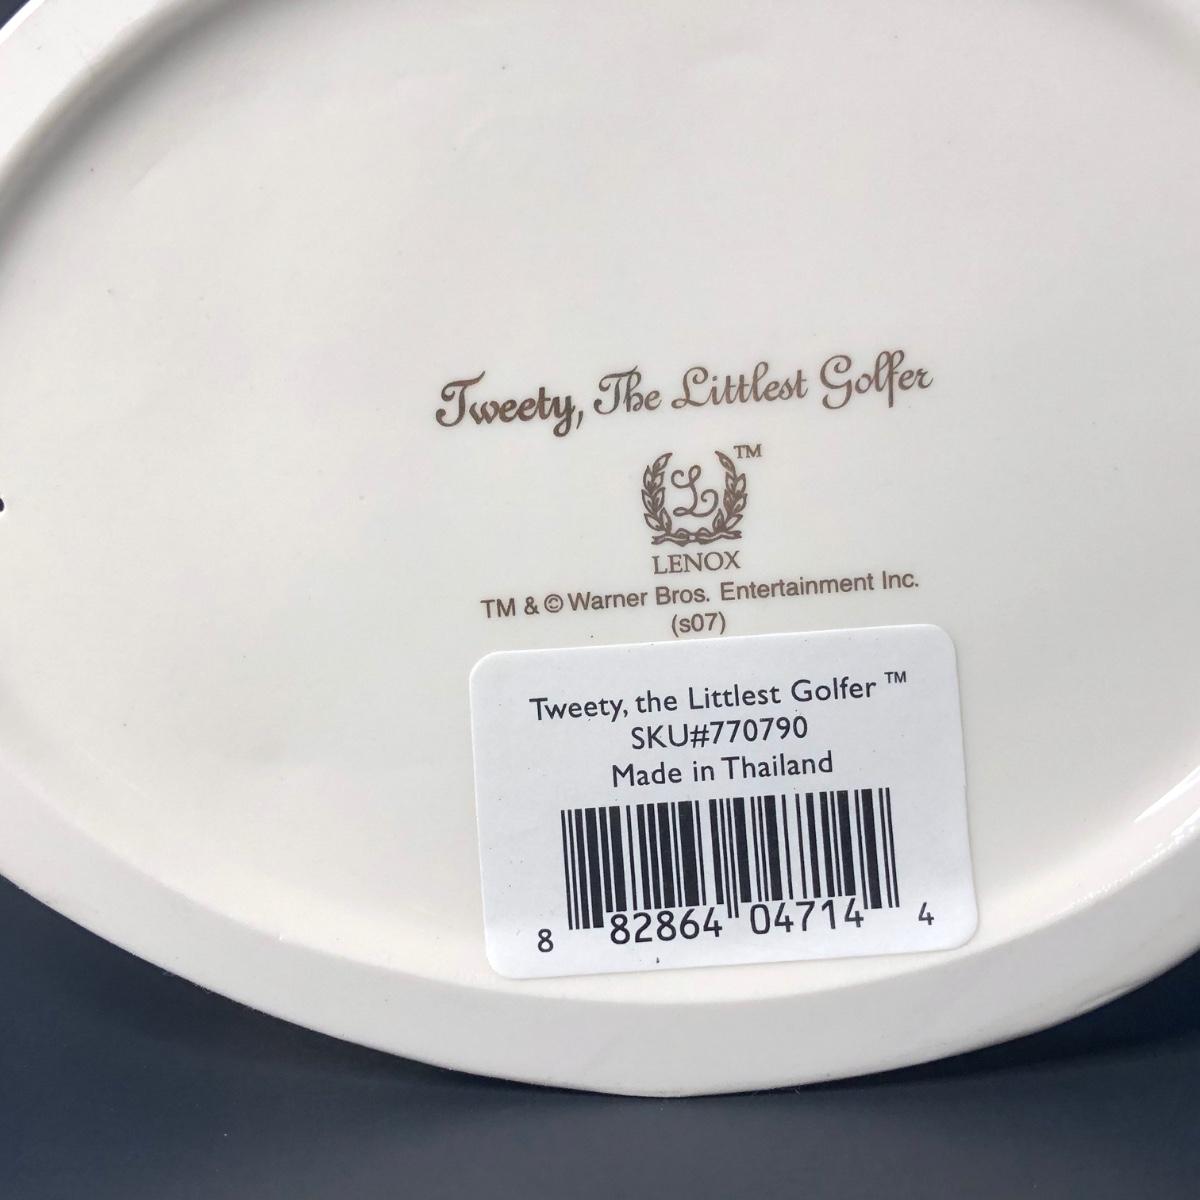 Tweety, The Littlest Golfer
L TM
LENOX
TM & © Warner Bros. Entertainment Inc.
(s07)
Tweety, the Littlest Golfer ™
SKU#770790
Made in Thailand
8 82864 04714 4